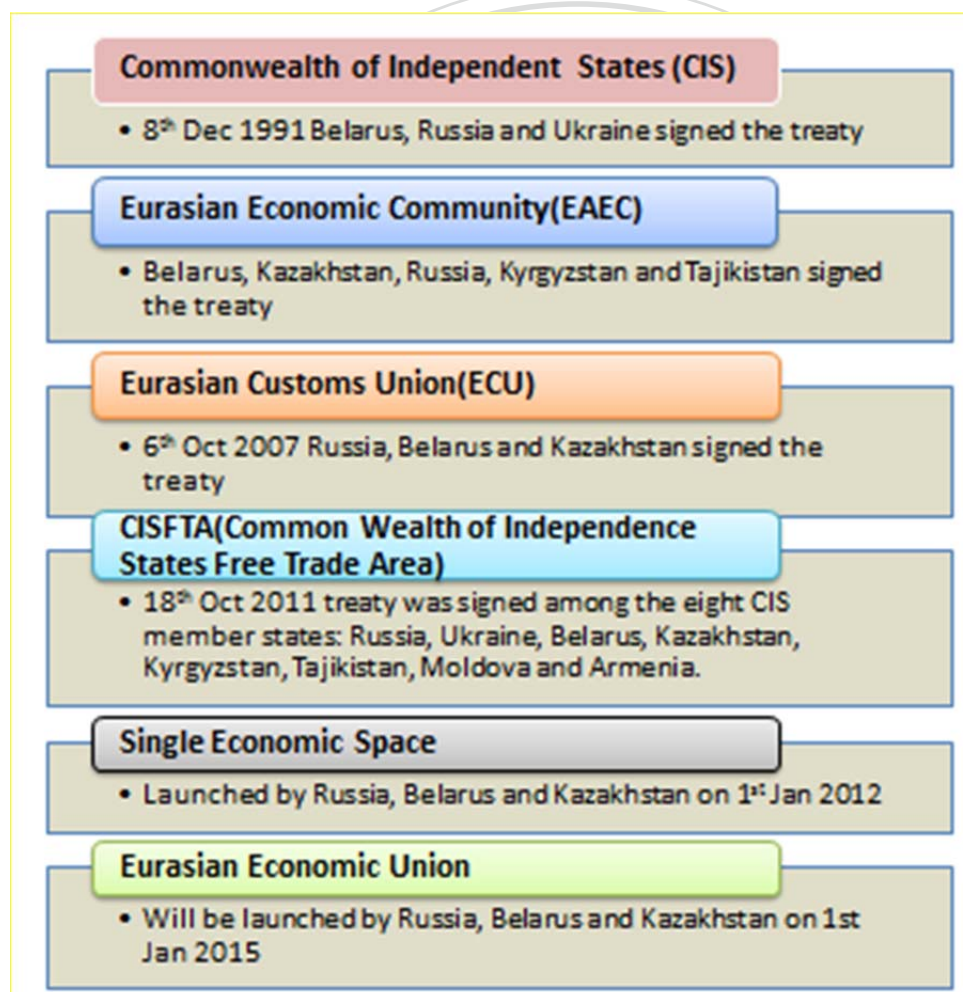 Commonwealth of Independent States (CIS)
• 8th Dec 1991 Belarus, Russia and Ukraine signed the treaty
Eurasian Economic Community(EAEC)
• Belarus, Kazakhstan, Russia, Kyrgyzstan and Tajikistan signed
the treaty
Eurasian Customs Union(ECU)
• 6th Oct 2007 Russia, Belarus and Kazakhstan signed the
treaty
CISFTA(Common Wealth of Independence
States Free Trade Area)
• 18th Oct 2011 treaty was signed among the eight CIS
member states: Russia, Ukraine, Belarus, Kazakhstan,
Kyrgyzstan, Tajikistan, Moldova and Armenia.
Single Economic Space
• Launched by Russia, Belarus and Kazakhstan on 1st Jan 2012
Eurasian Economic Union
• Will be launched by Russia, Belarus and Kazakhstan on 1st
Jan 2015